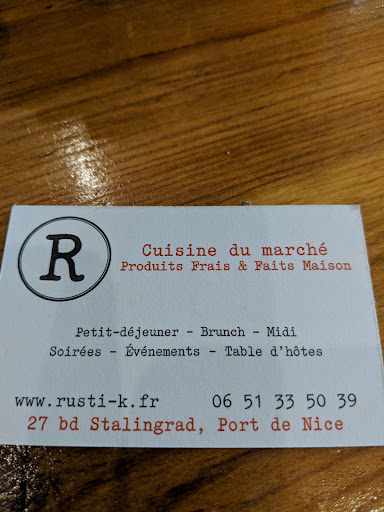 R
Cuisine du marché
Produits Frais & Faits Maison
Petit-déjeuner - Brunch - Midi
Soirées - Événements - Table d'hôtes
www.rusti-k.fr 06 51 33 50 39
27 bd Stalingrad, Port de Nice